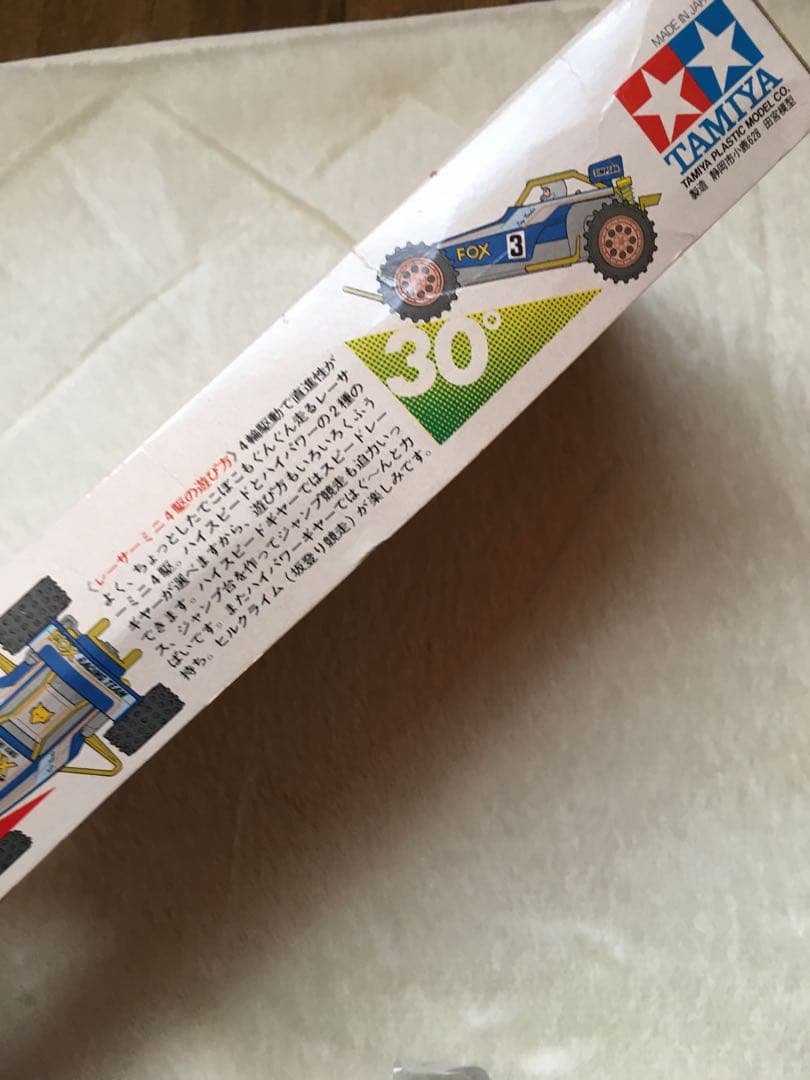 MADE IN JAPA
TAMIYA
TAMIYA PLASTIC MODEL CO.
製造 静岡市小鹿628 田宮模型
SIMPSON
FOX
3
30°
〈レーサーミニ4駆の遊び方〉4輪駆動で直進性が
よく、ちょっとしたでこぼこもぐんぐん走るレーサ
ーミニ4駆。ハイスピードとハイパワーの2種の
ギヤーが選べますから、遊び方もいろいろくふう
できます。ハイスピードギヤーではスピードレー
ス、ジャンプ台を作ってジャンプ競走も迫力いっ
ぱいです。またハイパワーギヤーではぐ〜んと力
持ち。ヒルクライム（坂登り競走）が楽しみです。
FOX
RACING TEAM